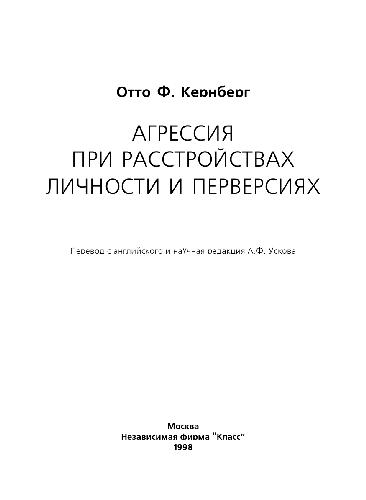 Отто Ф. Кернберг
АГРЕССИЯ
ПРИ РАССТРОЙСТВАХ
ЛИЧНОСТИ И ПЕРВЕРСИЯХ
Перевод с английского и научная редакция А.Ф. Ускова
Москва
Независимая фирма "Класс"
1998